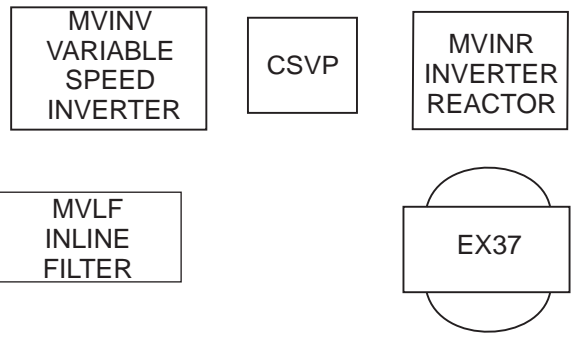 MVINV
VARIABLE
SPEED
INVERTER
CSVP
MVINR
INVERTER
REACTOR
MVLF
INLINE
FILTER
EX37